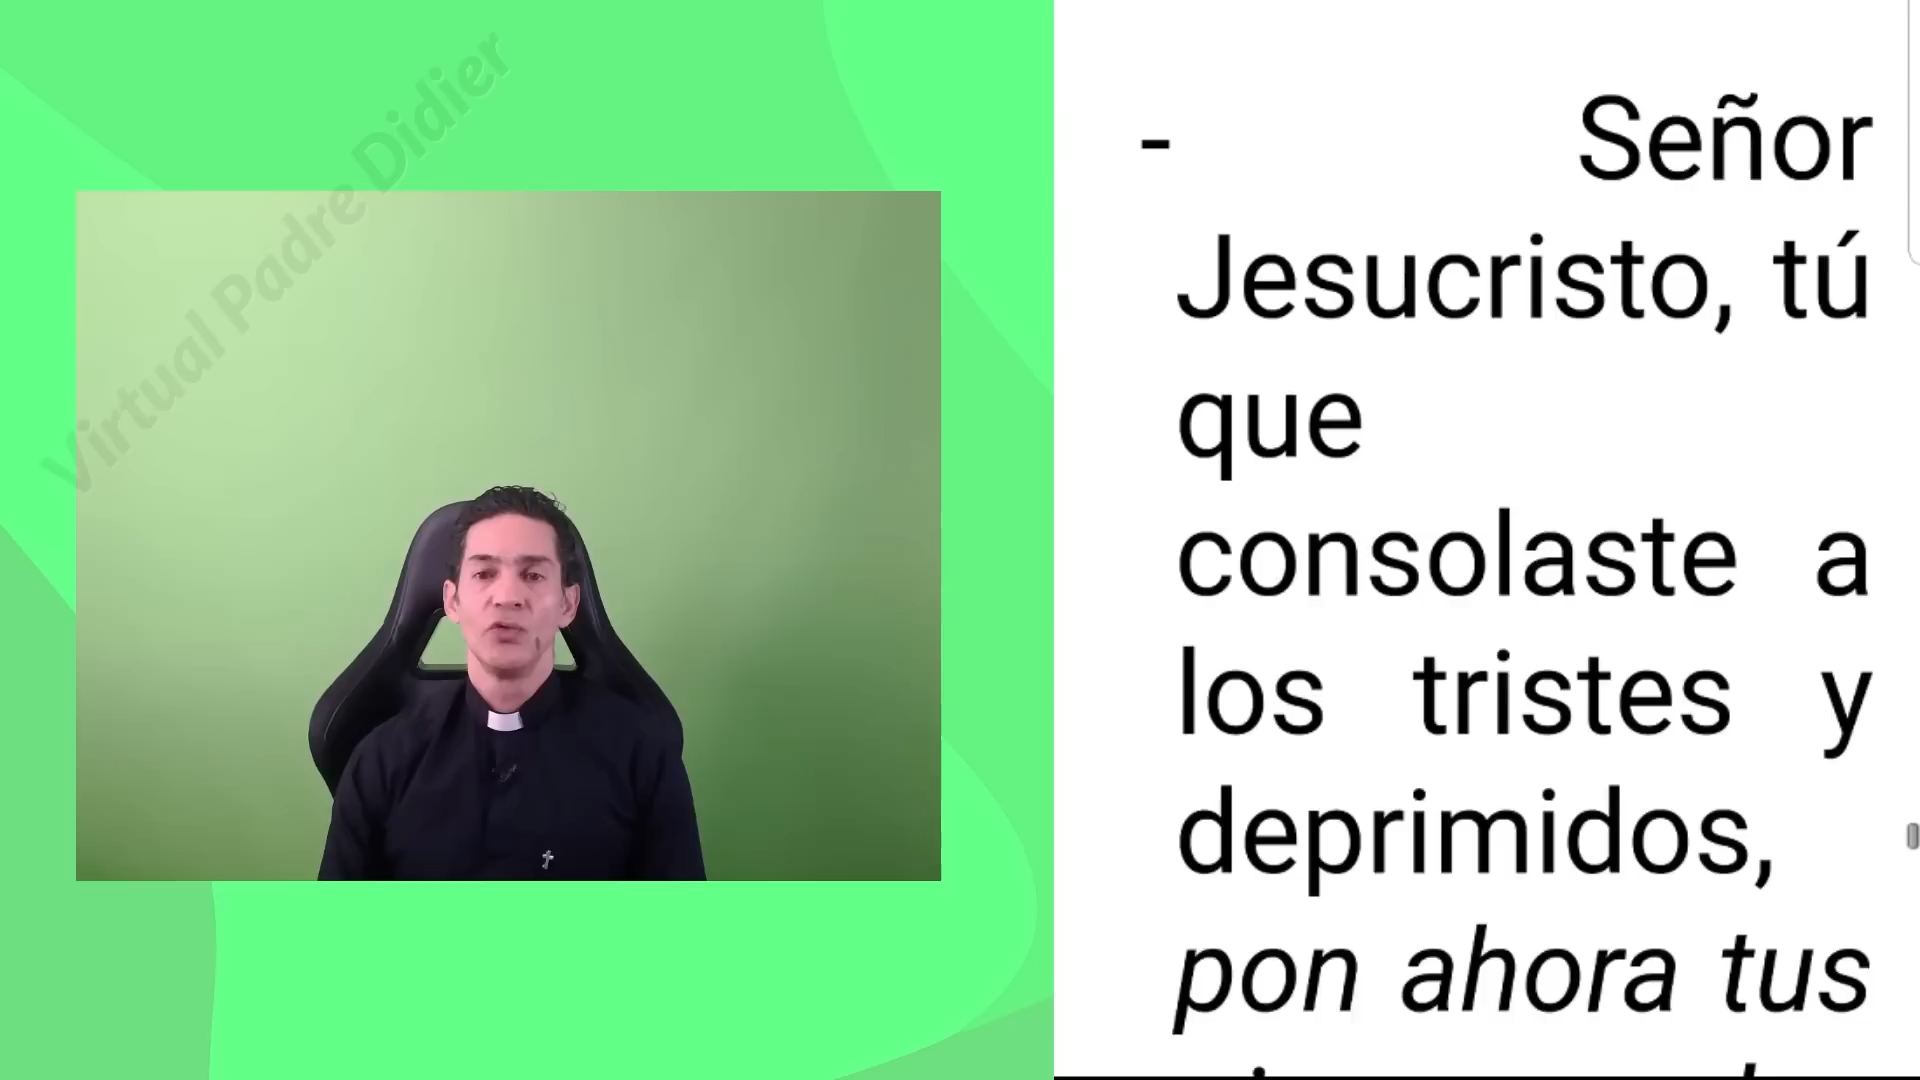 Virtual Padre Didier
- Señor
Jesucristo, tú
que
consolaste a
los tristes y
deprimidos,
pon ahora tus